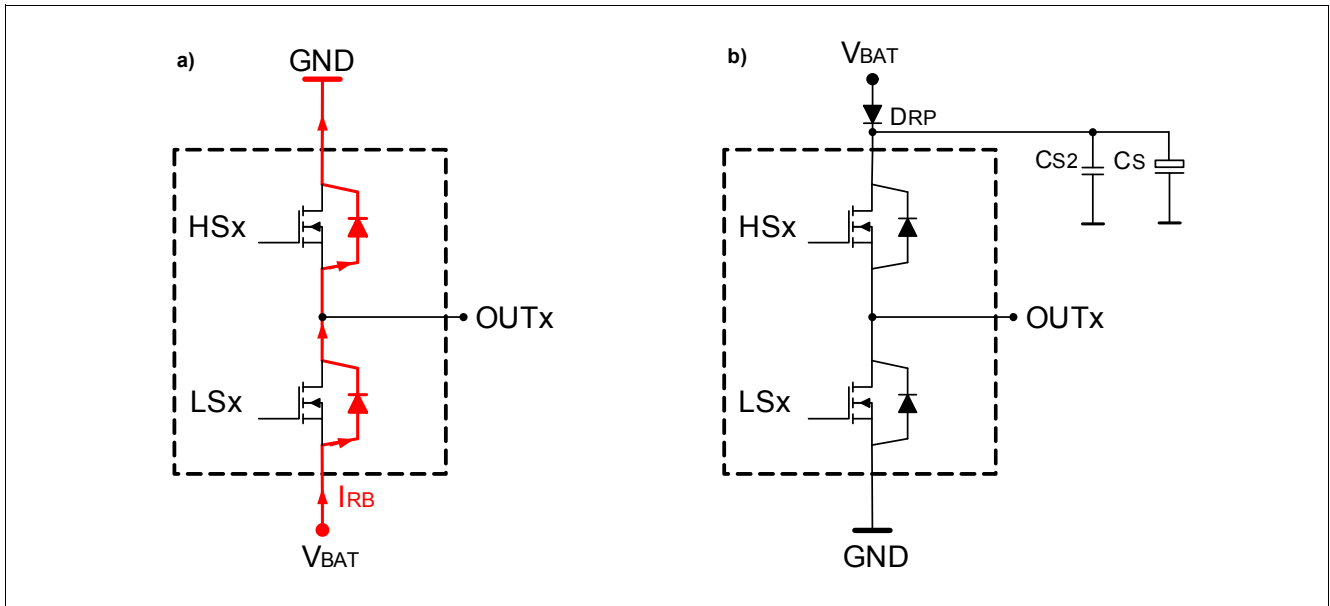 a)
GND
HSx
OUTx
LSx
IRB
VBAT
b)
VBAT
DRP
CS2
CS
HSx
OUTx
LSx
GND